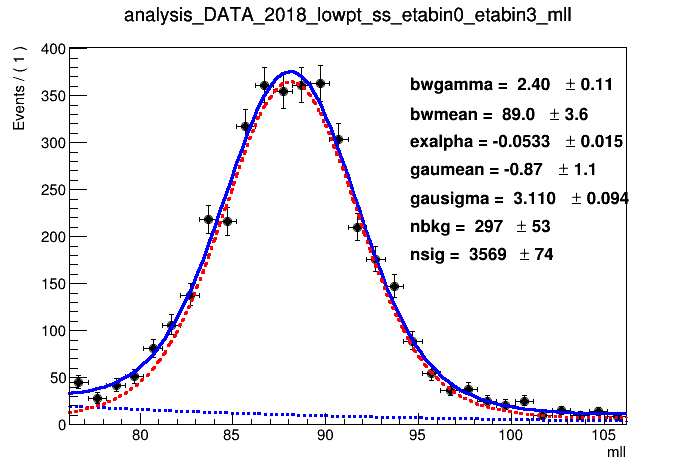 analysis_DATA_2018_lowpt_ss_etabin0_etabin3_mll
Events / ( 1 )
400
350
300
250
200
150
100
50
0
bwgamma = 2.40 ± 0.11
bwmean = 89.0 ± 3.6
exalpha = -0.0533 ± 0.015
gaumean = -0.87 ± 1.1
gausigma = 3.110 ± 0.094
nbkg = 297 ± 53
nsig = 3569 ± 74
80 85 90 95 100 105
mll